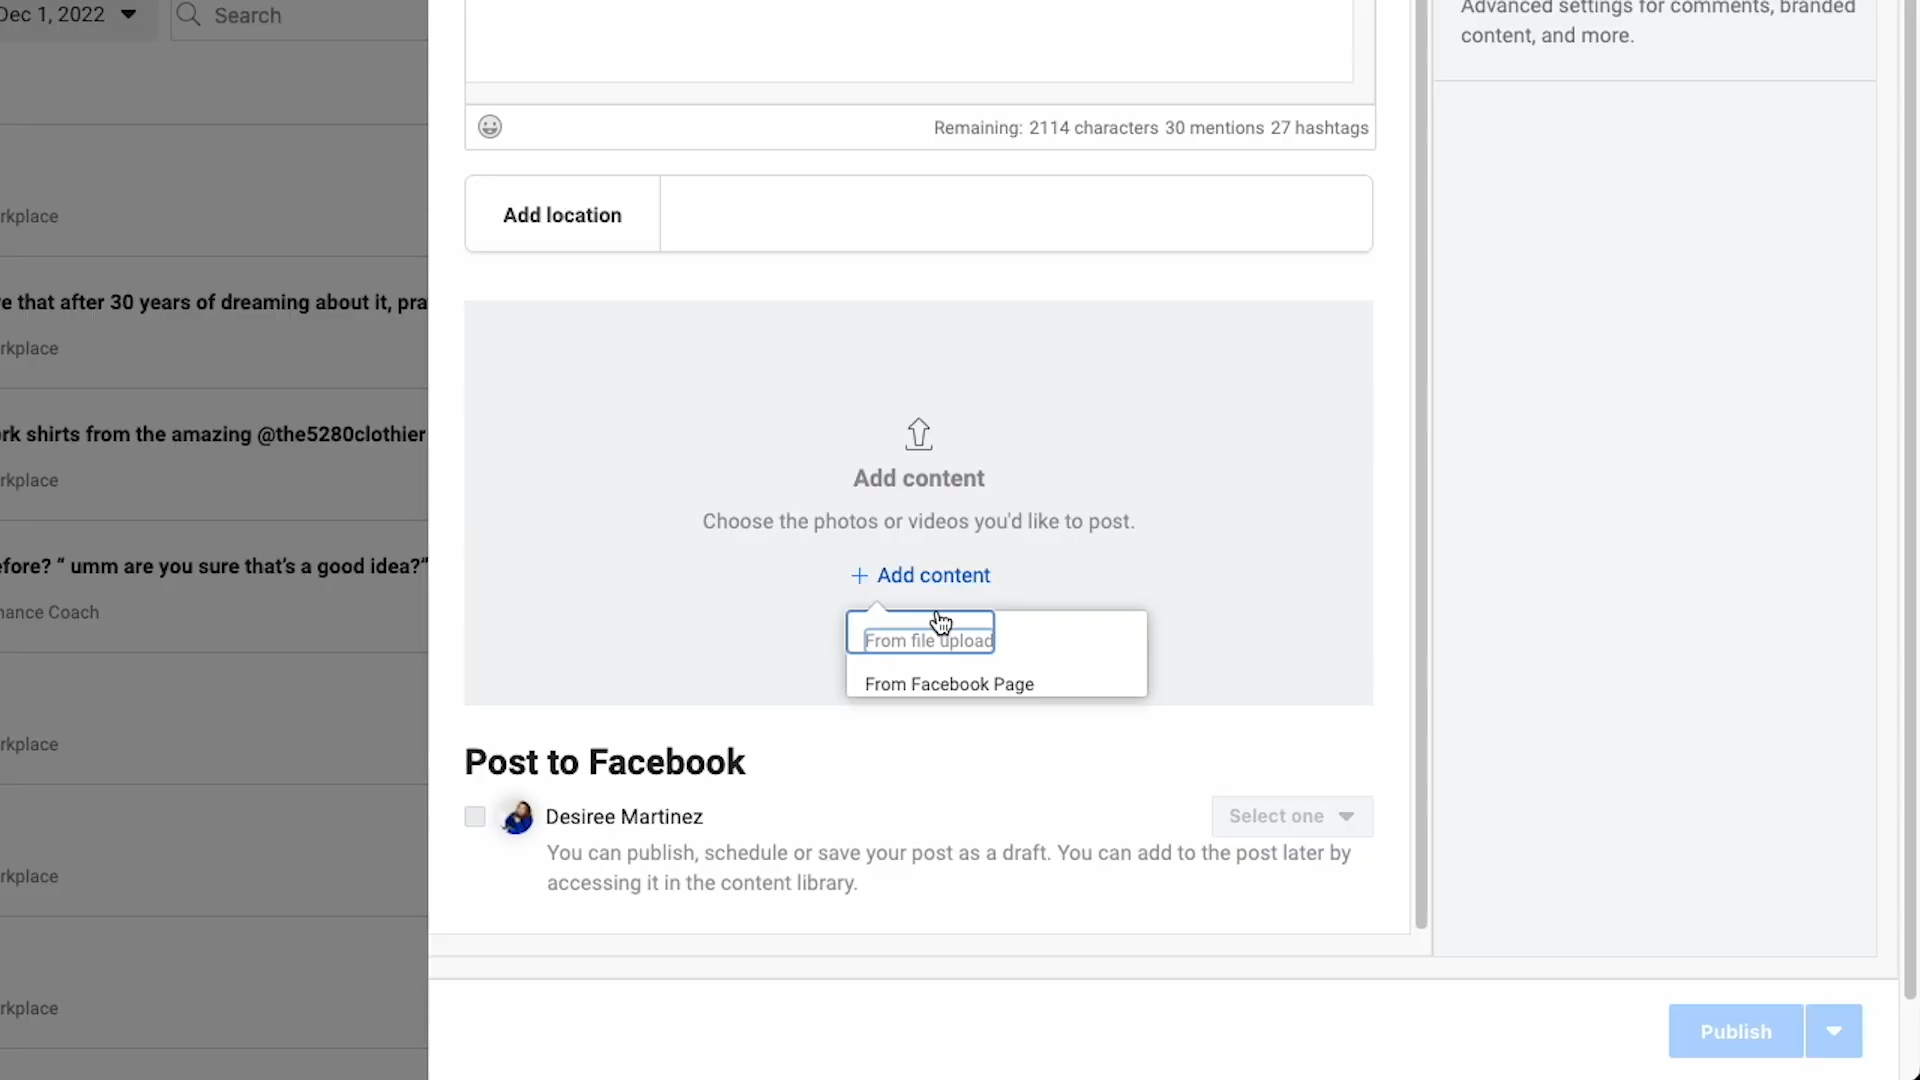 Dec 1, 2022
Search
rkplace
e that after 30 years of dreaming about it, pra
rkplace
rk shirts from the amazing @the5280clothier
rkplace
efore? “ umm are you sure that’s a good idea?“
nance Coach
rkplace
rkplace
rkplace
Remaining: 2114 characters 30 mentions 27 hashtags
Add location
Add content
Choose the photos or videos you'd like to post.
+ Add content
From file upload
From Facebook Page
Post to Facebook
Desiree Martinez
Select one
You can publish, schedule or save your post as a draft. You can add to the post later by
accessing it in the content library.
Advanced settings for comments, branded
content, and more.
Publish